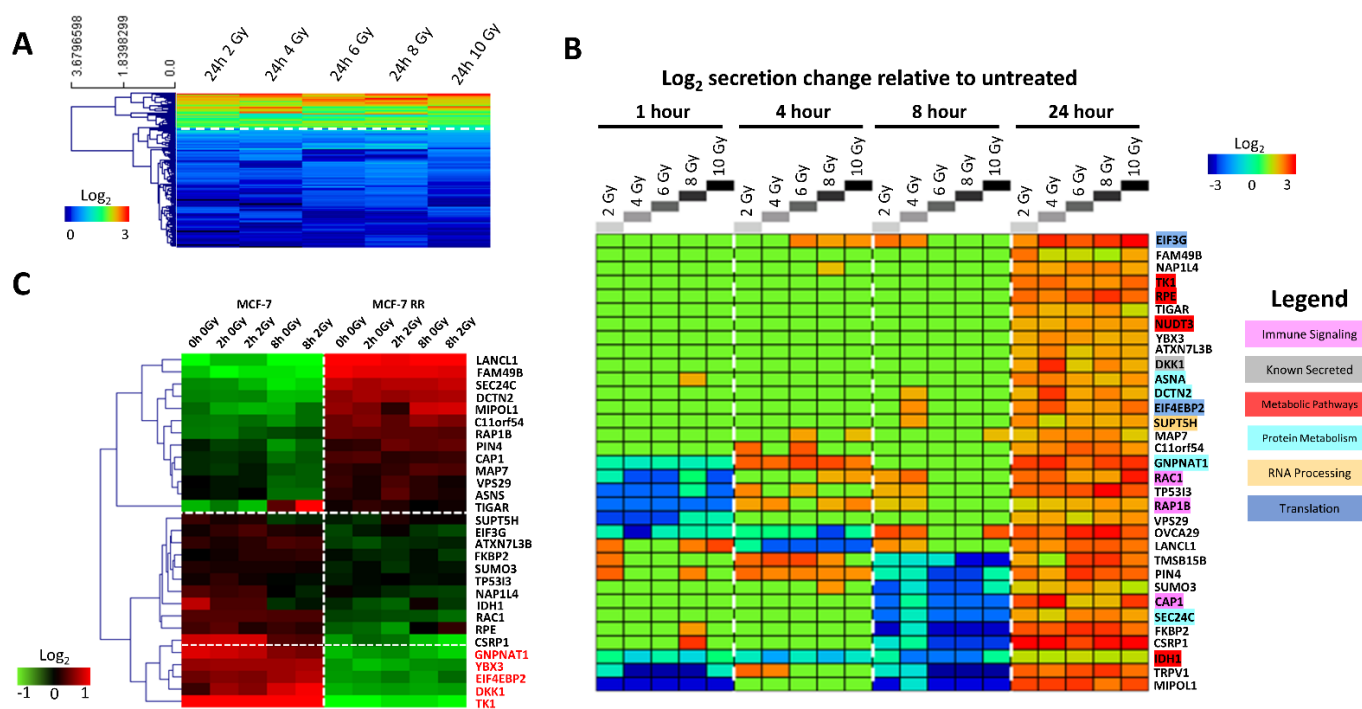 A
3.6796598
1.8398299
0.0
24h 2 Gy
24h 4 Gy
24h 6 Gy
24h 8 Gy
24h 10 Gy
Log2
0 3
B
Log2 secretion change relative to untreated
1 hour 4 hour 8 hour 24 hour
2 Gy 4 Gy 6 Gy 8 Gy 10 Gy 2 Gy 4 Gy 6 Gy 8 Gy 10 Gy 2 Gy 4 Gy 6 Gy 8 Gy 10 Gy 2 Gy 4 Gy 6 Gy 8 Gy 10 Gy
Log2
-3 0 3
EIF3G
FAM49B
NAP1L4
TK1
RPE
TIGAR
NUDT3
YBX3
ATXN7L3B
DKK1
ASNA
DCTN2
EIF4EBP2
SUPT5H
MAP7
C11orf54
GNPNAT1
RAC1
TP53I3
RAP1B
VPS29
OVCA29
LANCL1
TMSB15B
PIN4
SUMO3
CAP1
SEC24C
FKBP2
CSRP1
IDH1
TRPV1
MIPOL1
Legend
Immune Signaling
Known Secreted
Metabolic Pathways
Protein Metabolism
RNA Processing
Translation
C
MCF-7 MCF-7 RR
0h 0Gy 2h 0Gy 2h 2Gy 8h 0Gy 8h 2Gy 0h 0Gy 2h 0Gy 2h 2Gy 8h 0Gy 8h 2Gy
LANCL1
FAM49B
SEC24C
DCTN2
MIPOL1
C11orf54
RAP1B
PIN4
CAP1
MAP7
VPS29
ASNS
TIGAR
SUPT5H
EIF3G
ATXN7L3B
FKBP2
SUMO3
TP53I3
NAP1L4
IDH1
RAC1
RPE
CSRP1
GNPNAT1
YBX3
EIF4EBP2
DKK1
TK1
Log2
-1 0 1